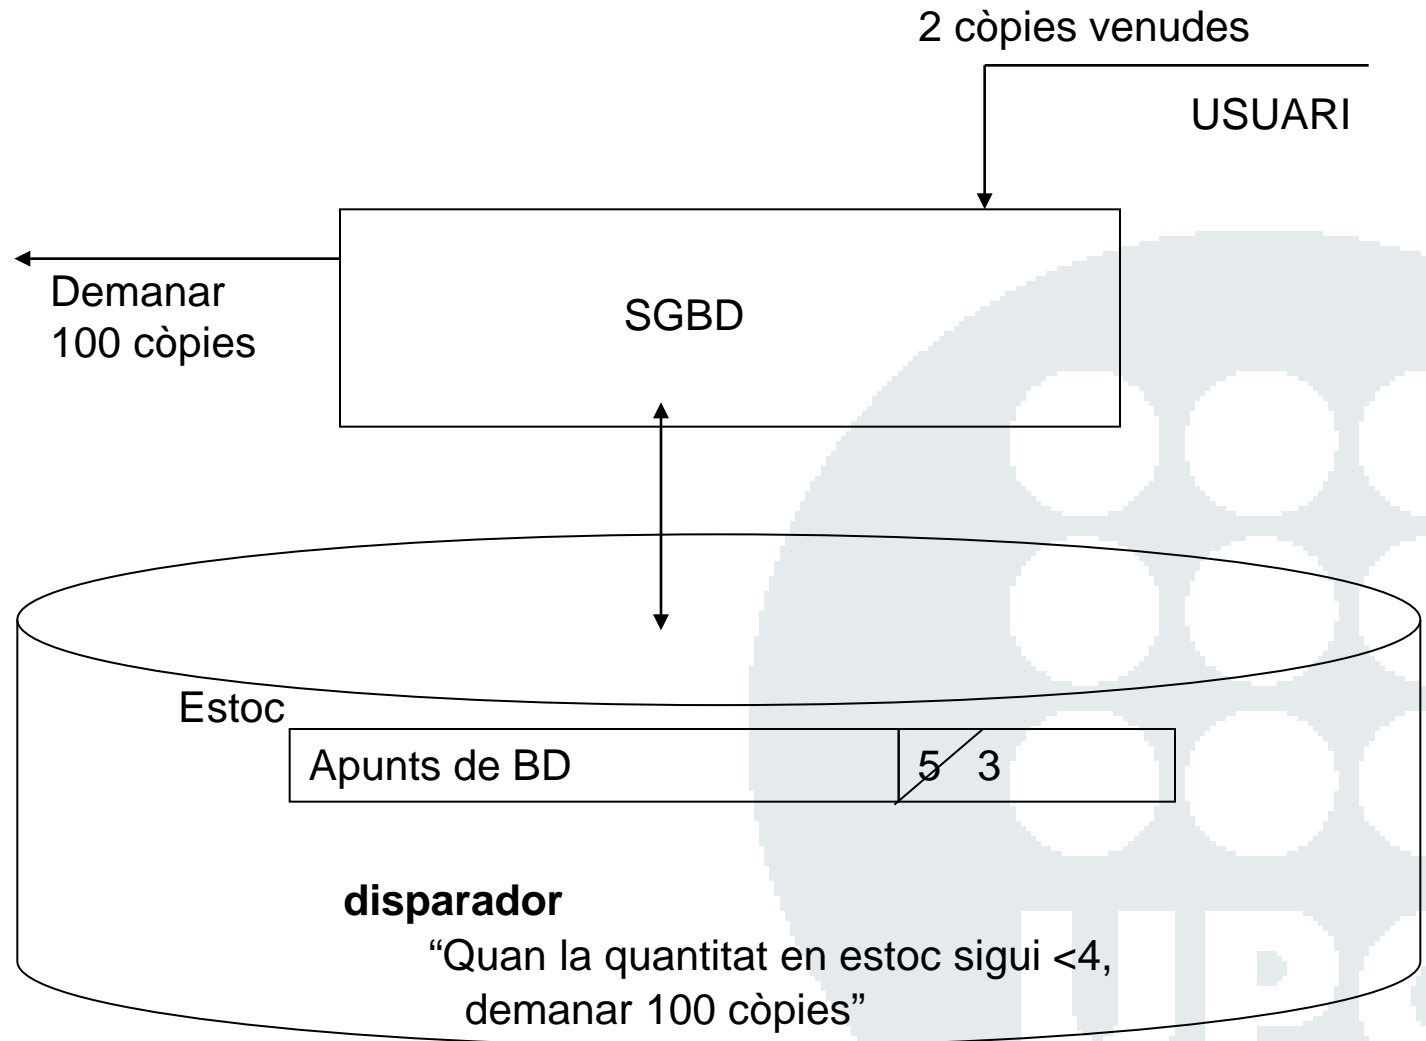 2 còpies venudes
USUARI
Demanar
100 còpies
SGBD
Estoc
Apunts de BD
5 3
disparador
“Quan la quantitat en estoc sigui <4,
demanar 100 còpies”
UPC